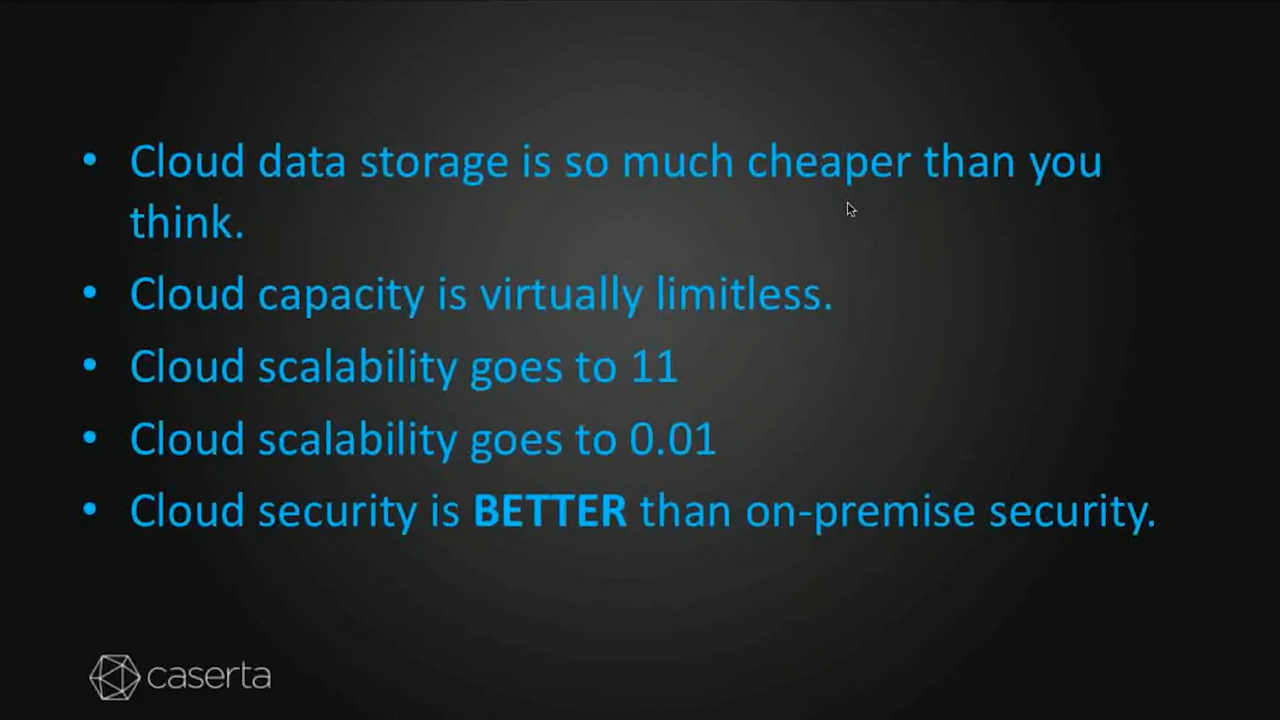 • Cloud data storage is so much cheaper than you
think.
• Cloud capacity is virtually limitless.
• Cloud scalability goes to 11
• Cloud scalability goes to 0.01
• Cloud security is BETTER than on-premise security.
caserta